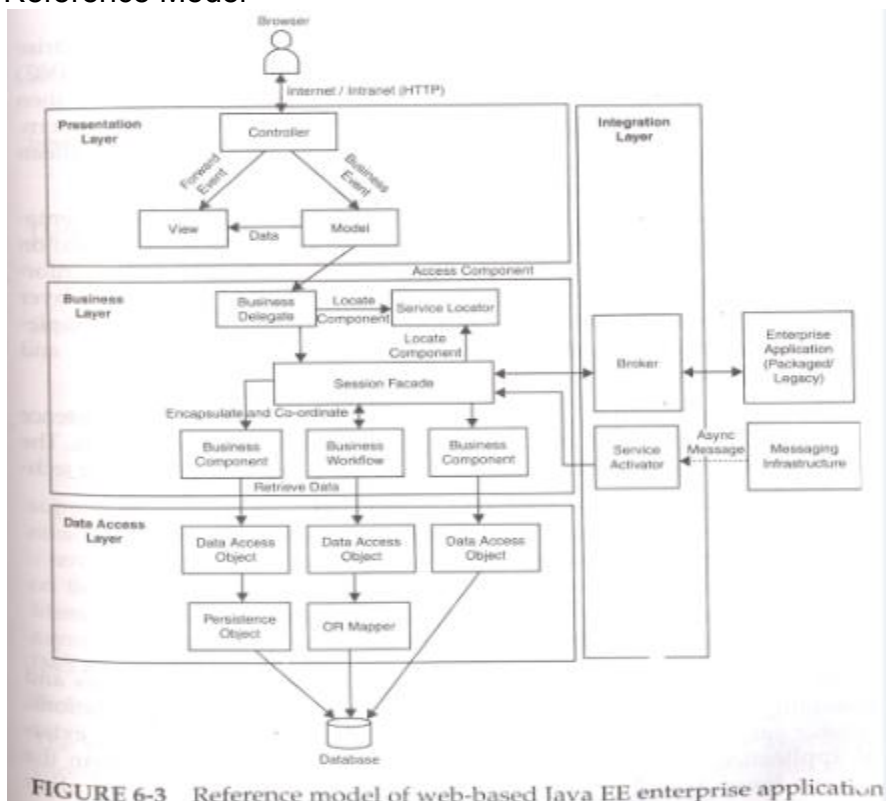 Reference Model
Browser
Internet / Intranet (HTTP)
Presentation
Layer
Controller
Forward
Event
Business
Event
View
Data
Model
Integration
Layer
Access Component
Business
Layer
Business
Delegate
Locate
Component
Service Locator
Locate
Component
Session Facade
Broker
Enterprise
Application
(Packaged/
Legacy)
Encapsulate and Co-ordinate
Business
Component
Business
Workflow
Business
Component
Service
Activator
Async
Message
Messaging
Infrastructure
Retrieve Data
Data Access
Layer
Data Access
Object
Data Access
Object
Data Access
Object
Persistence
Object
OR Mapper
Database
FIGURE 6-3 Reference model of web-based Java EE enterprise application